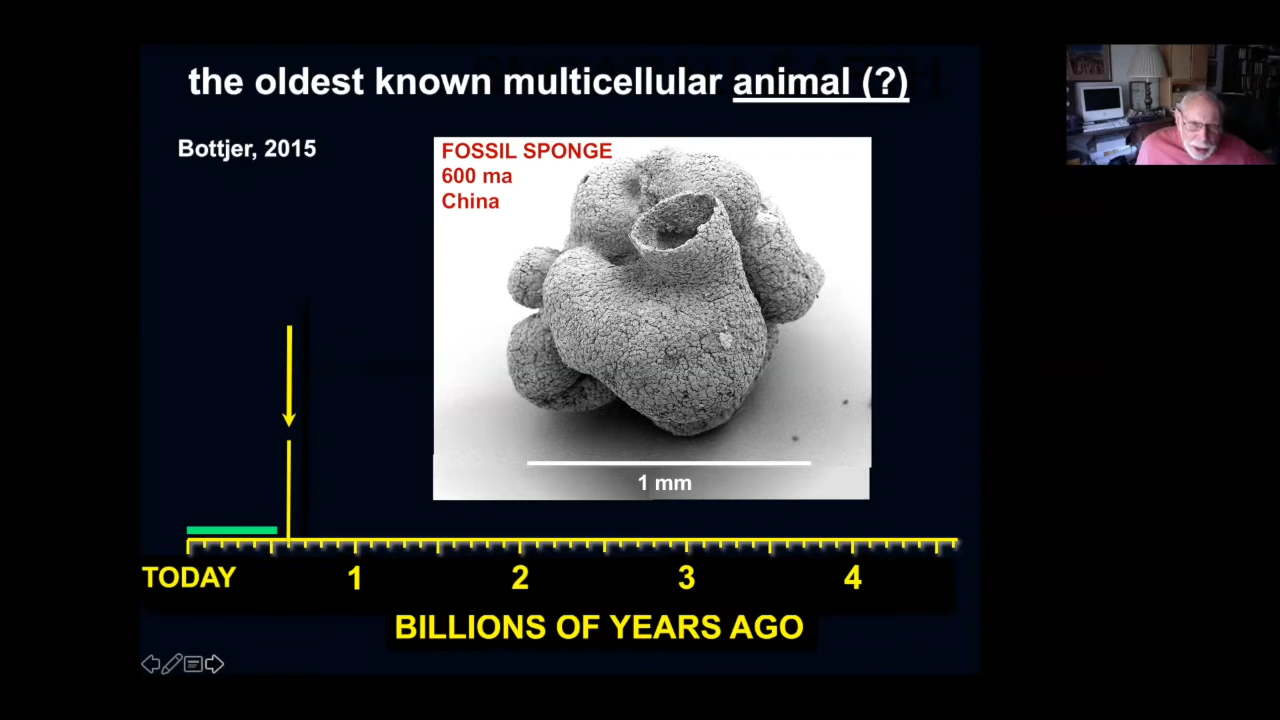 the oldest known multicellular animal (?)
Bottjer, 2015
FOSSIL SPONGE
600 ma
China
1 mm
TODAY 1 2 3 4
BILLIONS OF YEARS AGO